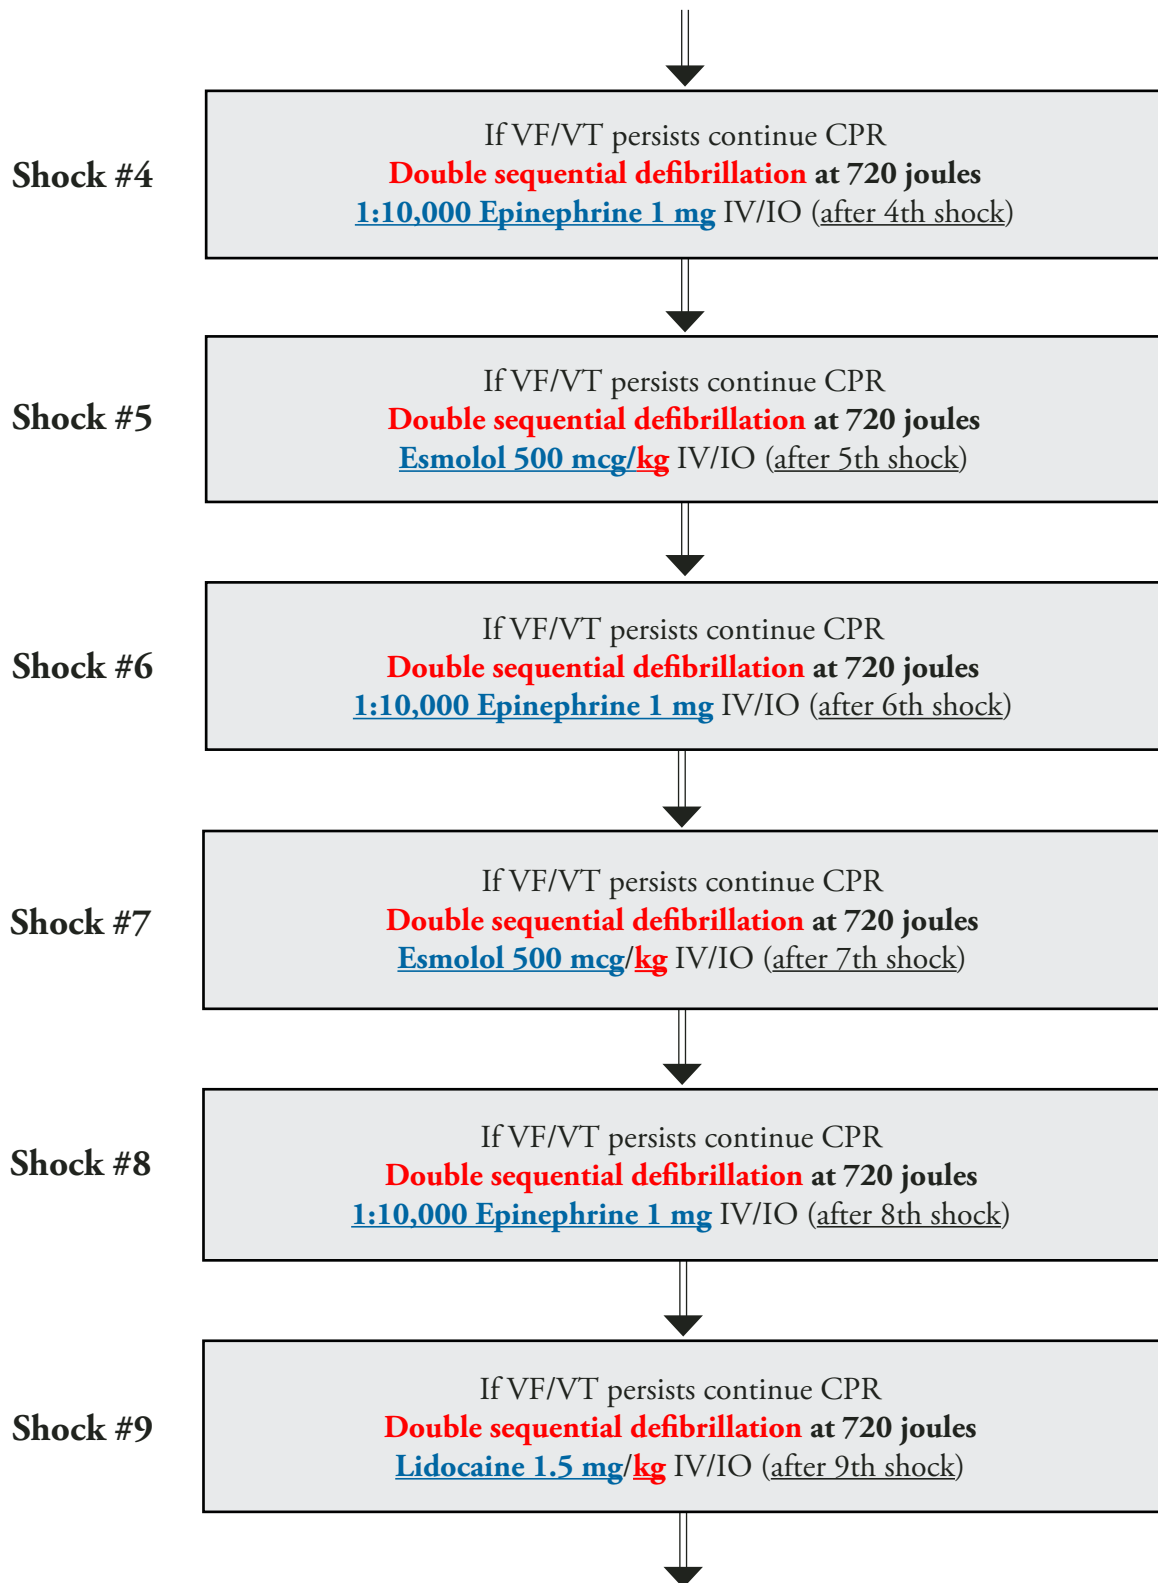 Shock #4
If VF/VT persists continue CPR
Double sequential defibrillation at 720 joules
1:10,000 Epinephrine 1 mg IV/IO (after 4th shock)
Shock #5
If VF/VT persists continue CPR
Double sequential defibrillation at 720 joules
Esmolol 500 mcg/kg IV/IO (after 5th shock)
Shock #6
If VF/VT persists continue CPR
Double sequential defibrillation at 720 joules
1:10,000 Epinephrine 1 mg IV/IO (after 6th shock)
Shock #7
If VF/VT persists continue CPR
Double sequential defibrillation at 720 joules
Esmolol 500 mcg/kg IV/IO (after 7th shock)
Shock #8
If VF/VT persists continue CPR
Double sequential defibrillation at 720 joules
1:10,000 Epinephrine 1 mg IV/IO (after 8th shock)
Shock #9
If VF/VT persists continue CPR
Double sequential defibrillation at 720 joules
Lidocaine 1.5 mg/kg IV/IO (after 9th shock)